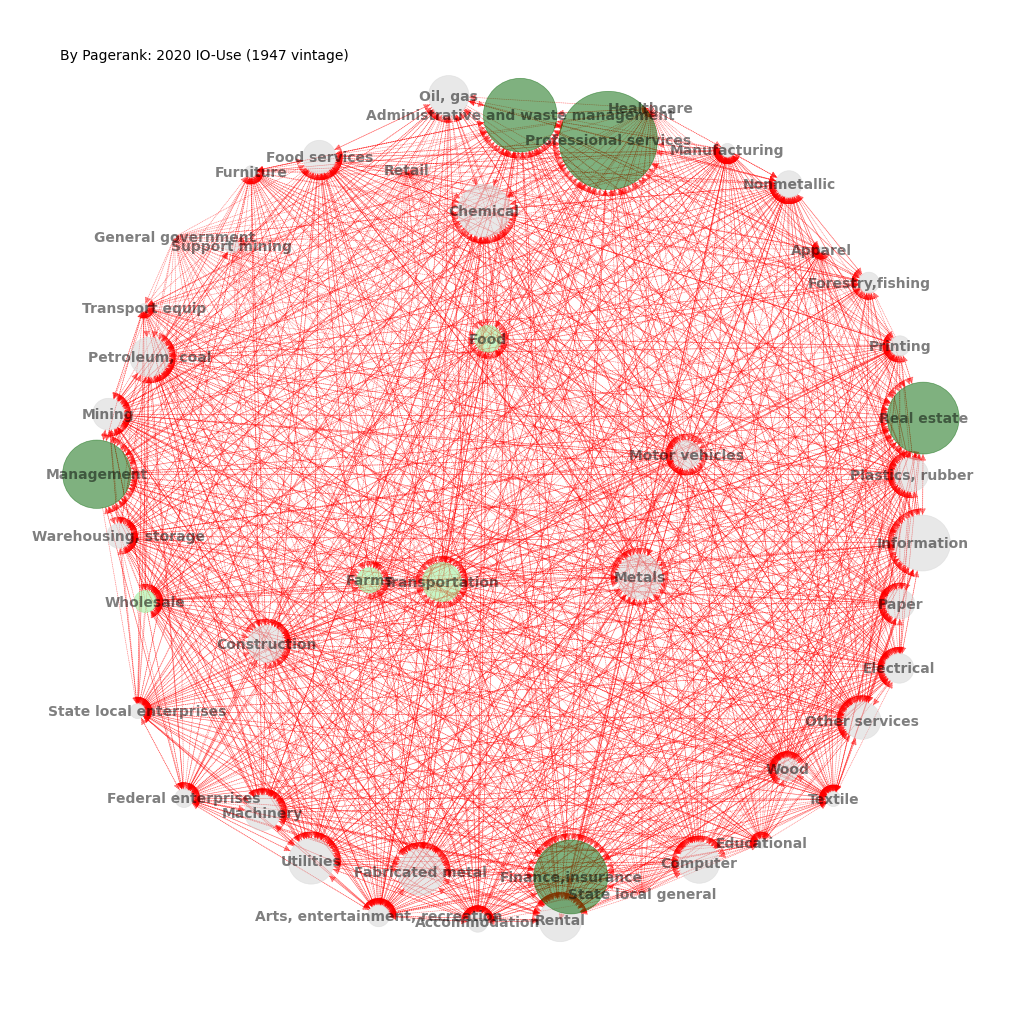 By Pagerank: 2020 IO-Use (1947 vintage)
Oil, gas
Healthcare
Administrative and waste management
Professional services
Manufacturing
Food services
Retail
Furniture
Nonmetallic
Chemical
General government
Support mining
Apparel
Forestry,fishing
Transport equip
Food
Printing
Petroleum, coal
Mining
Real estate
Motor vehicles
Management
Plastics, rubber
Warehousing, storage
Information
Farms
Transportation
Metals
Wholesale
Paper
Construction
Electrical
State local enterprises
Other services
Wood
Federal enterprises
Textile
Machinery
Educational
Utilities
Computer
Fabricated metal
Finance,insurance
State local general
Arts, entertainment, recreation
Accommodation
Rental